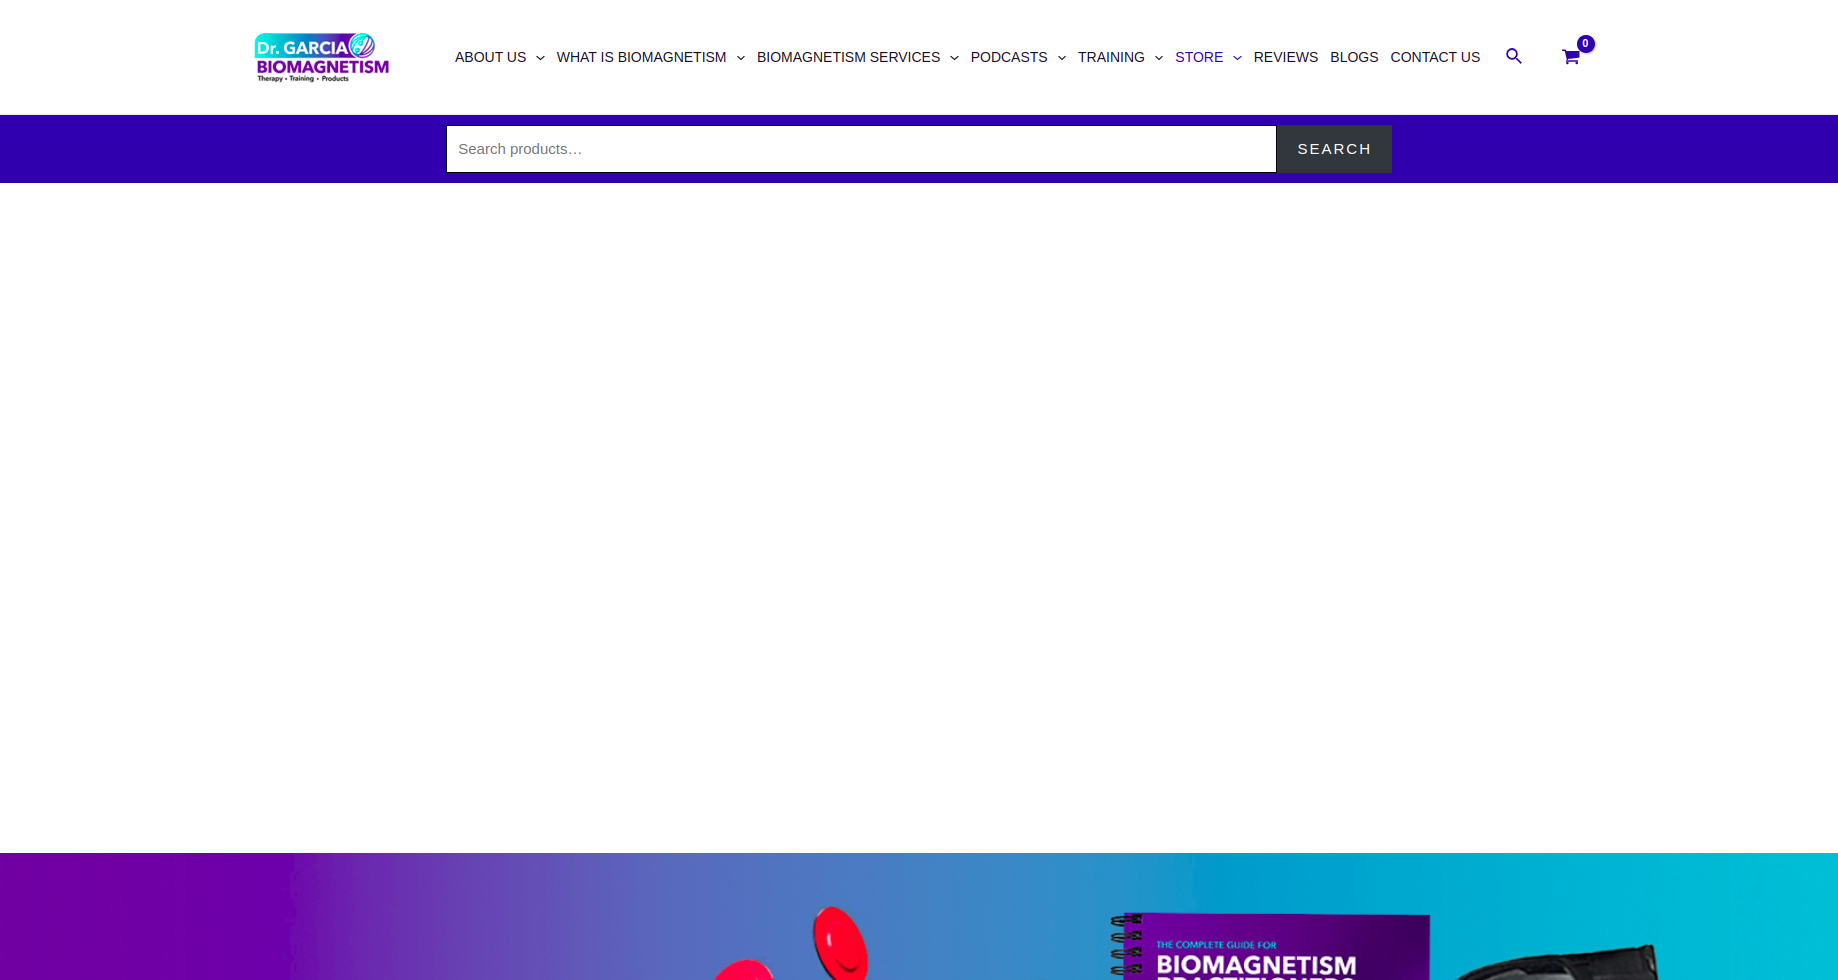 Dr. GARCIA
BIOMAGNETISM
Therapy • Training • Products
ABOUT US
WHAT IS BIOMAGNETISM
BIOMAGNETISM SERVICES
PODCASTS
TRAINING
STORE
REVIEWS
BLOGS
CONTACT US
0
Search products…
SEARCH
THE COMPLETE GUIDE FOR
BIOMAGNETISM
PRACTITIONERS